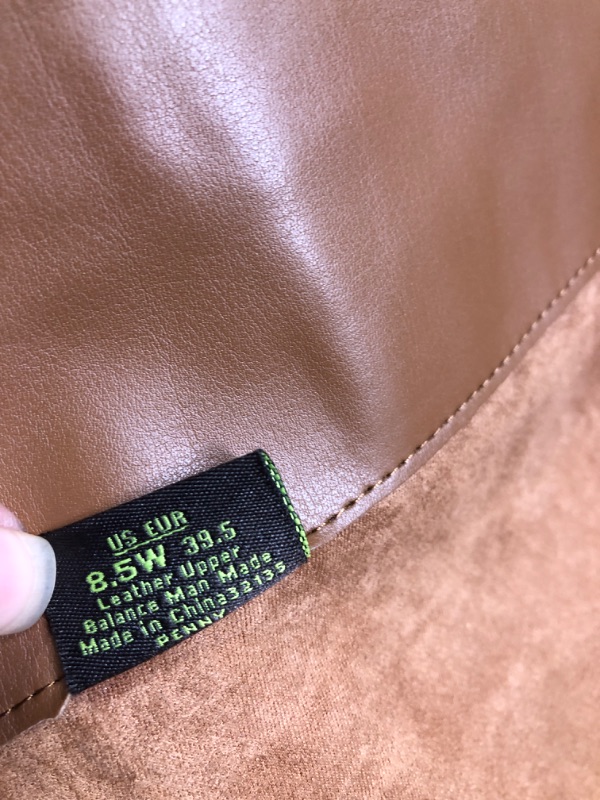 US EUR
8.5W 39.5
Leather Upper
Balance Man Made
Made In China32135
PENNY